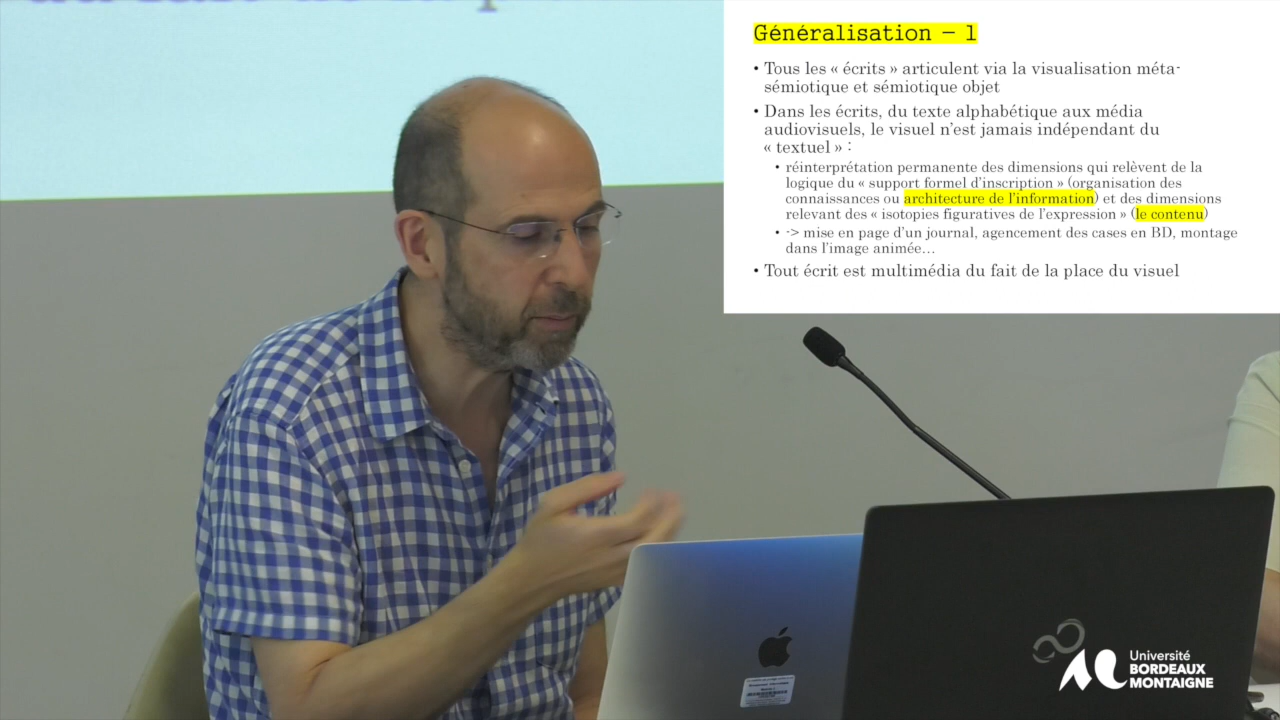 Généralisation – 1
• Tous les « écrits » articulent via la visualisation méta-
sémiotique et sémiotique objet
• Dans les écrits, du texte alphabétique aux média
audiovisuels, le visuel n'est jamais indépendant du
« textuel » :
• réinterprétation permanente des dimensions qui relèvent de la
logique du « support formel d'inscription » (organisation des
connaissances ou architecture de l'information) et des dimensions
relevant des « isotopies figuratives de l'expression » (le contenu)
• -> mise en page d'un journal, agencement des cases en BD, montage
dans l'image animée…
• Tout écrit est multimédia du fait de la place du visuel
Université
BORDEAUX
MONTAIGNE